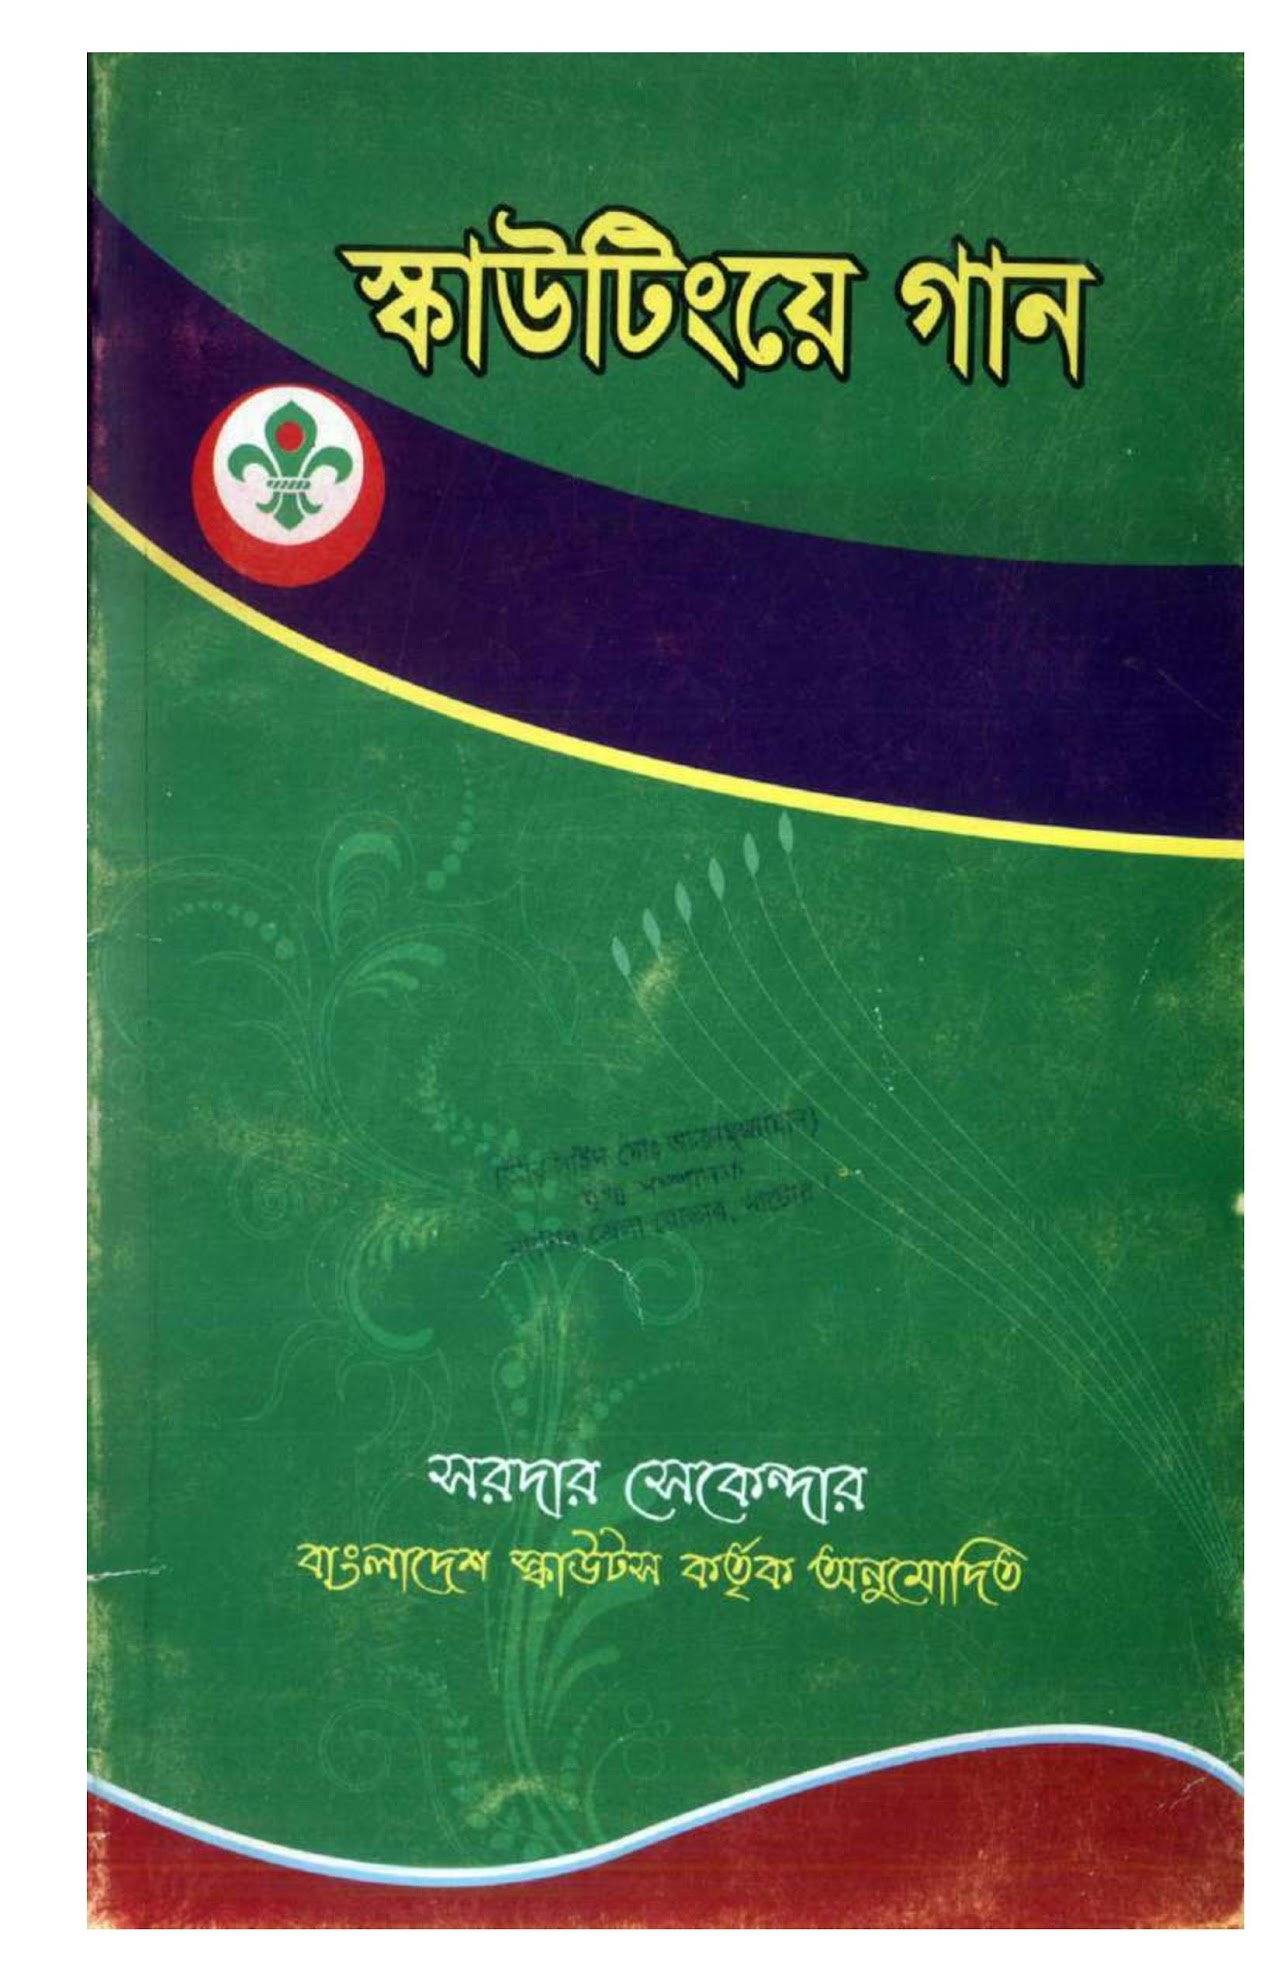 স্কাউটিংয়ে গান
সরদার সেকেন্দার
বাংলাদেশ স্কাউটস কর্তৃক অনুমোদিত